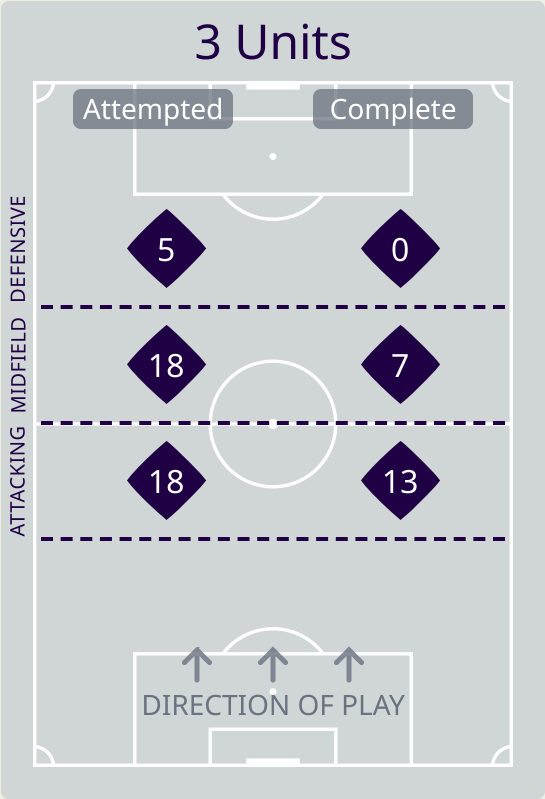 3 Units
Attempted
Complete
DEFENSIVE
5
0
MIDFIELD
18
7
ATTACKING
18
13
DIRECTION OF PLAY